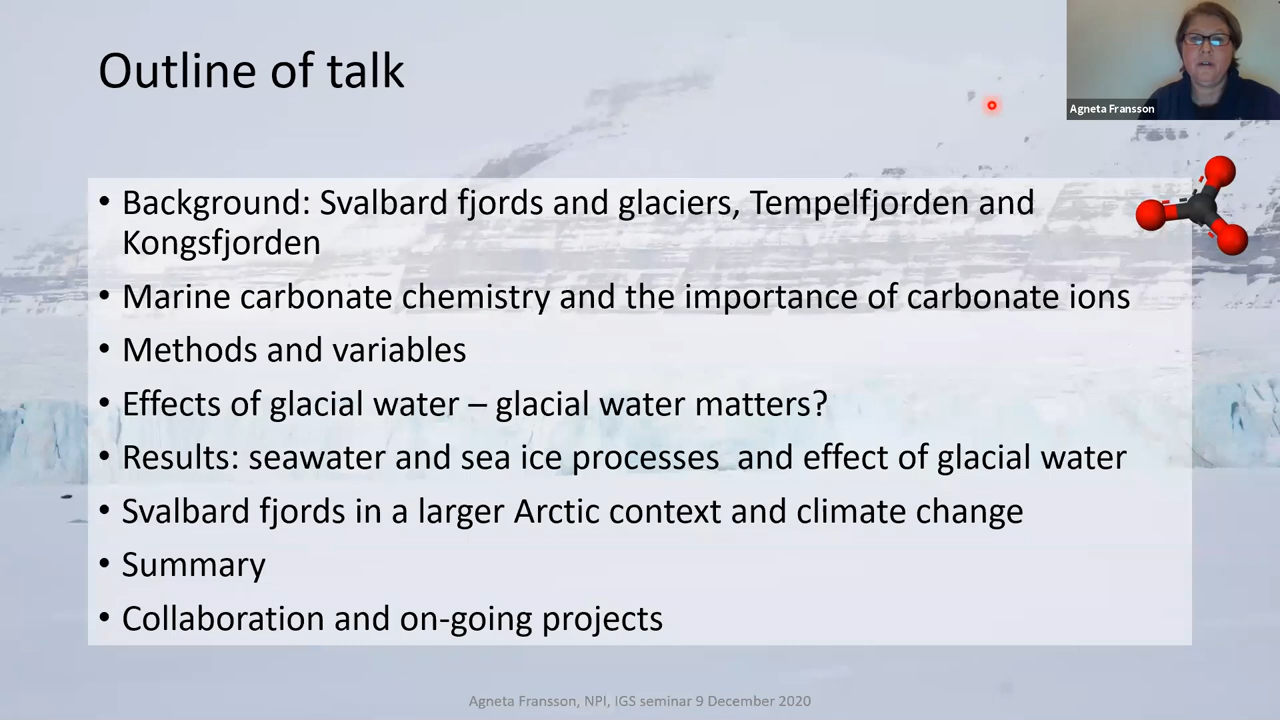 Outline of talk
Agneta Fransson
• Background: Svalbard fjords and glaciers, Tempelfjorden and
Kongsfjorden
• Marine carbonate chemistry and the importance of carbonate ions
• Methods and variables
• Effects of glacial water – glacial water matters?
• Results: seawater and sea ice processes  and effect of glacial water
• Svalbard fjords in a larger Arctic context and climate change
• Summary
• Collaboration and on-going projects
Agneta Fransson, NPI, IGS seminar 9 December 2020